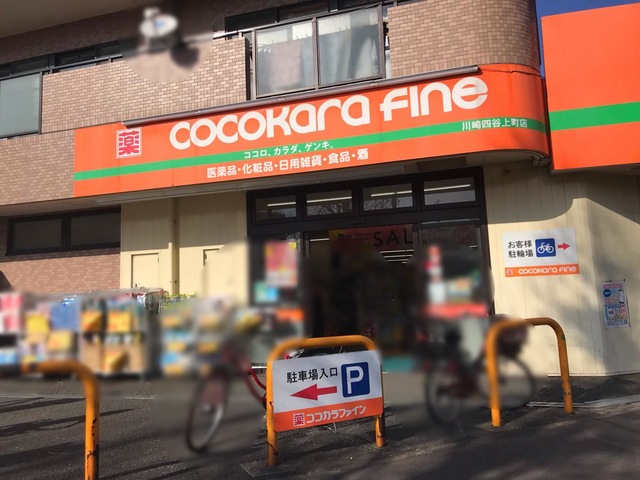 薬 cocokara fine
川崎四谷上町店
ココロ、カラダ、ゲンキ。
医薬品・化粧品・日用雑貨・食品・酒
SALE
お客様
駐輪場
cocokara fine
駐車場入口
P
薬 ココカラファイン